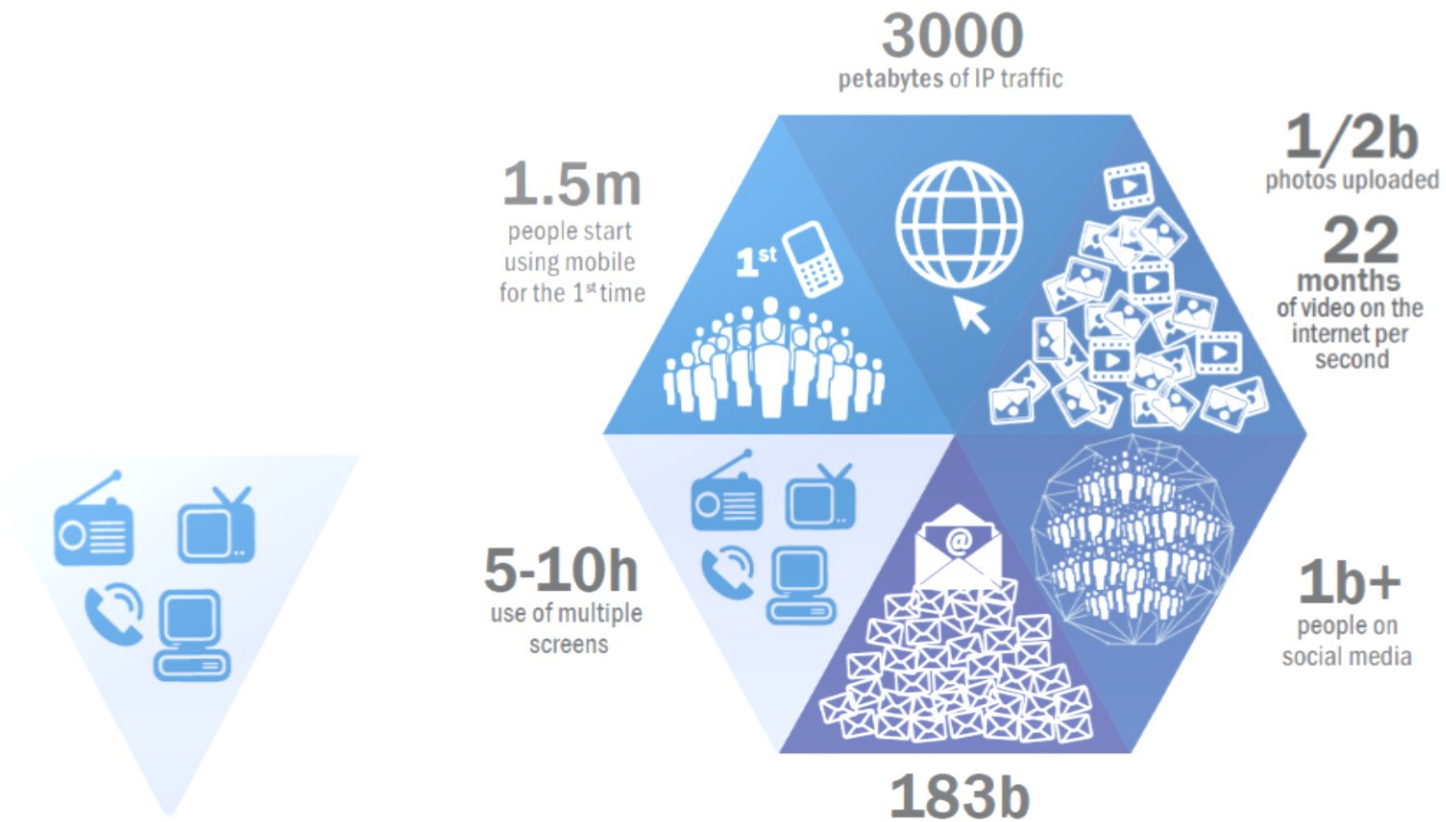 3000
petabytes of IP traffic
1.5m
people start
using mobile
for the 1st time
1st
1/2b
photos uploaded
22
months
of video on the
internet per
second
5-10h
use of multiple
screens
@
1b+
people on
social media
183b